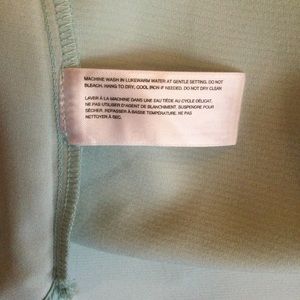 MACHINE WASH IN LUKEWARM WATER AT GENTLE SETTING. DO NOT
BLEACH. HANG TO DRY, COOL IRON IF NEEDED. DO NOT DRY CLEAN
LAVER À LA MACHINE DANS UNE EAU TIÈDE AU CYCLE DÉLICAT.
NE PAS UTILISER D'AGENT DE BLANCHIMENT. SUSPENDRE POUR
SÉCHER. REPASSER À BASSE TEMPÉRATURE. NE PAS
NETTOYER À SEC.